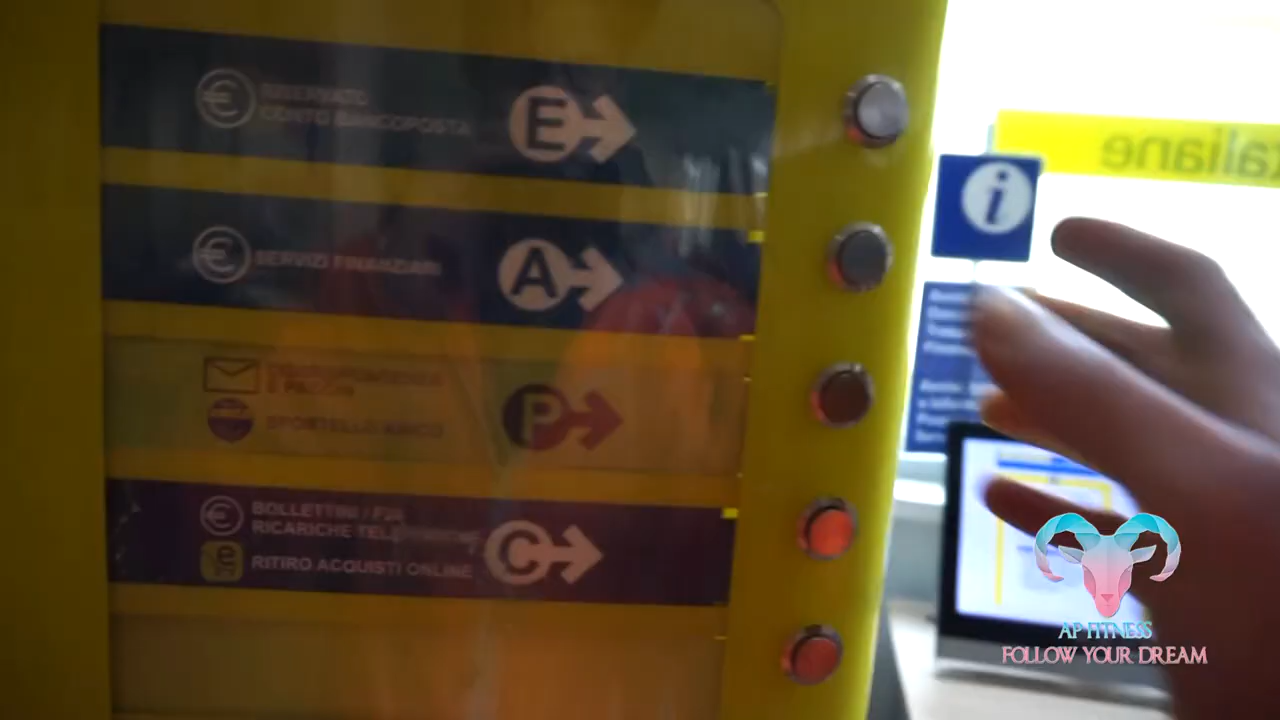 RISERVATO
CONTO BANCOPOSTA
E
SERVIZI FINANZIARI
A
SPORTELLO AMICO
P
BOLLETTINI / F24
RICARICHE TELEFONICHE
RITIRO ACQUISTI ONLINE
C
taliane
i
AP FITNESS
FOLLOW YOUR DREAM